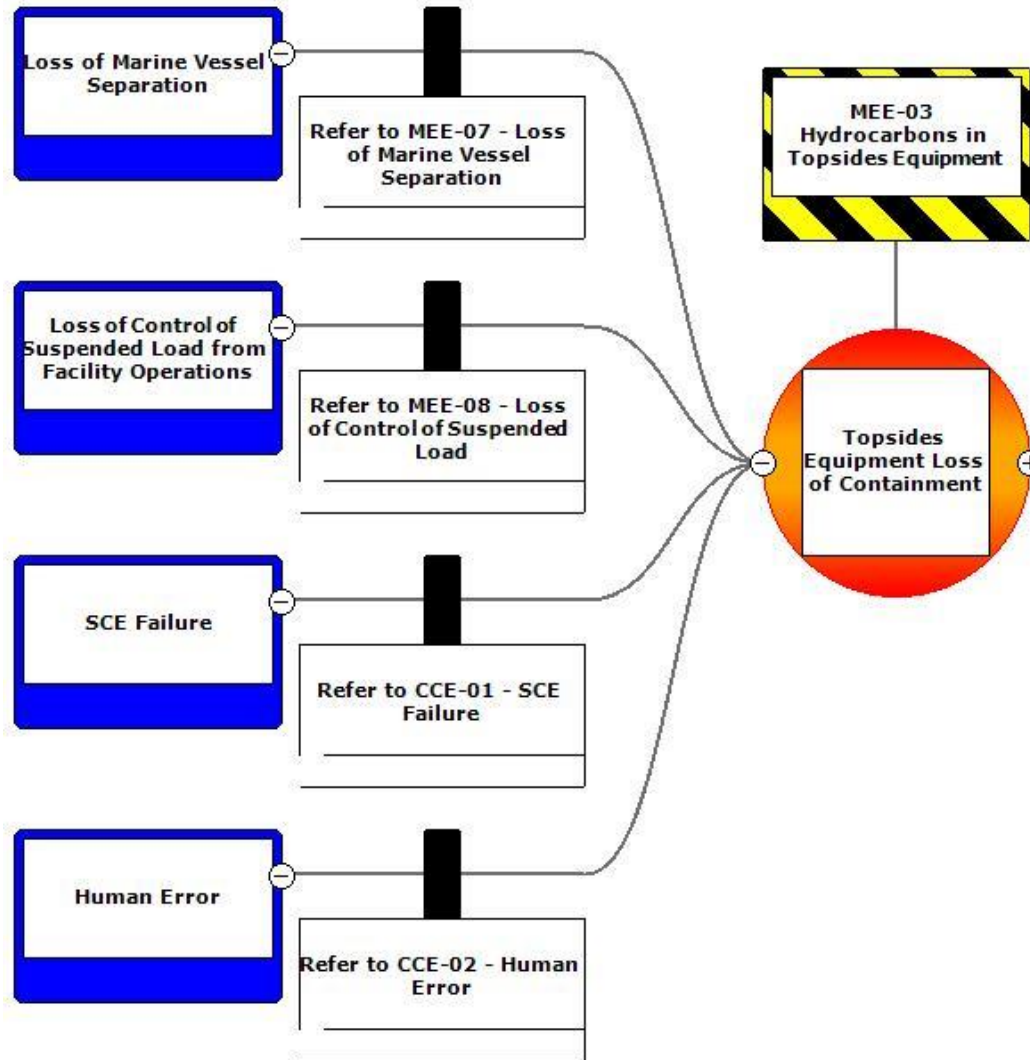 Loss of Marine Vessel
Separation
Refer to MEE-07 - Loss
of Marine Vessel
Separation
MEE-03
Hydrocarbons in
Topsides Equipment
Loss of Control of
Suspended Load from
Facility Operations
Refer to MEE-08 - Loss
of Control of Suspended
Load
Topsides
Equipment Loss
of Containment
SCE Failure
Refer to CCE-01 - SCE
Failure
Human Error
Refer to CCE-02 - Human
Error